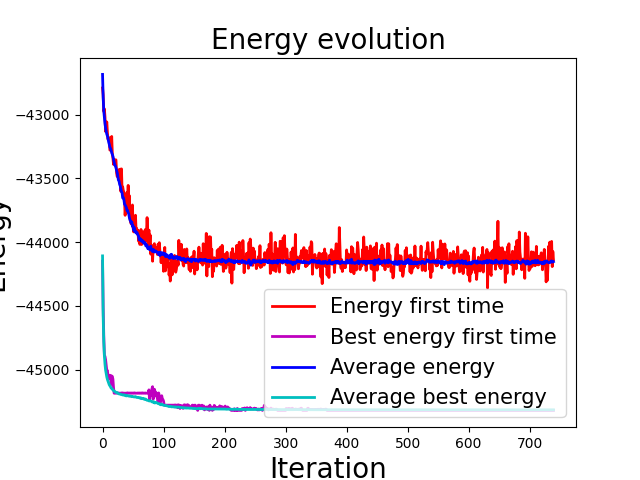 Energy evolution
Energy
−43000
−43500
−44000
−44500
−45000
Energy first time
Best energy first time
Average energy
Average best energy
0 100 200 300 400 500 600 700
Iteration